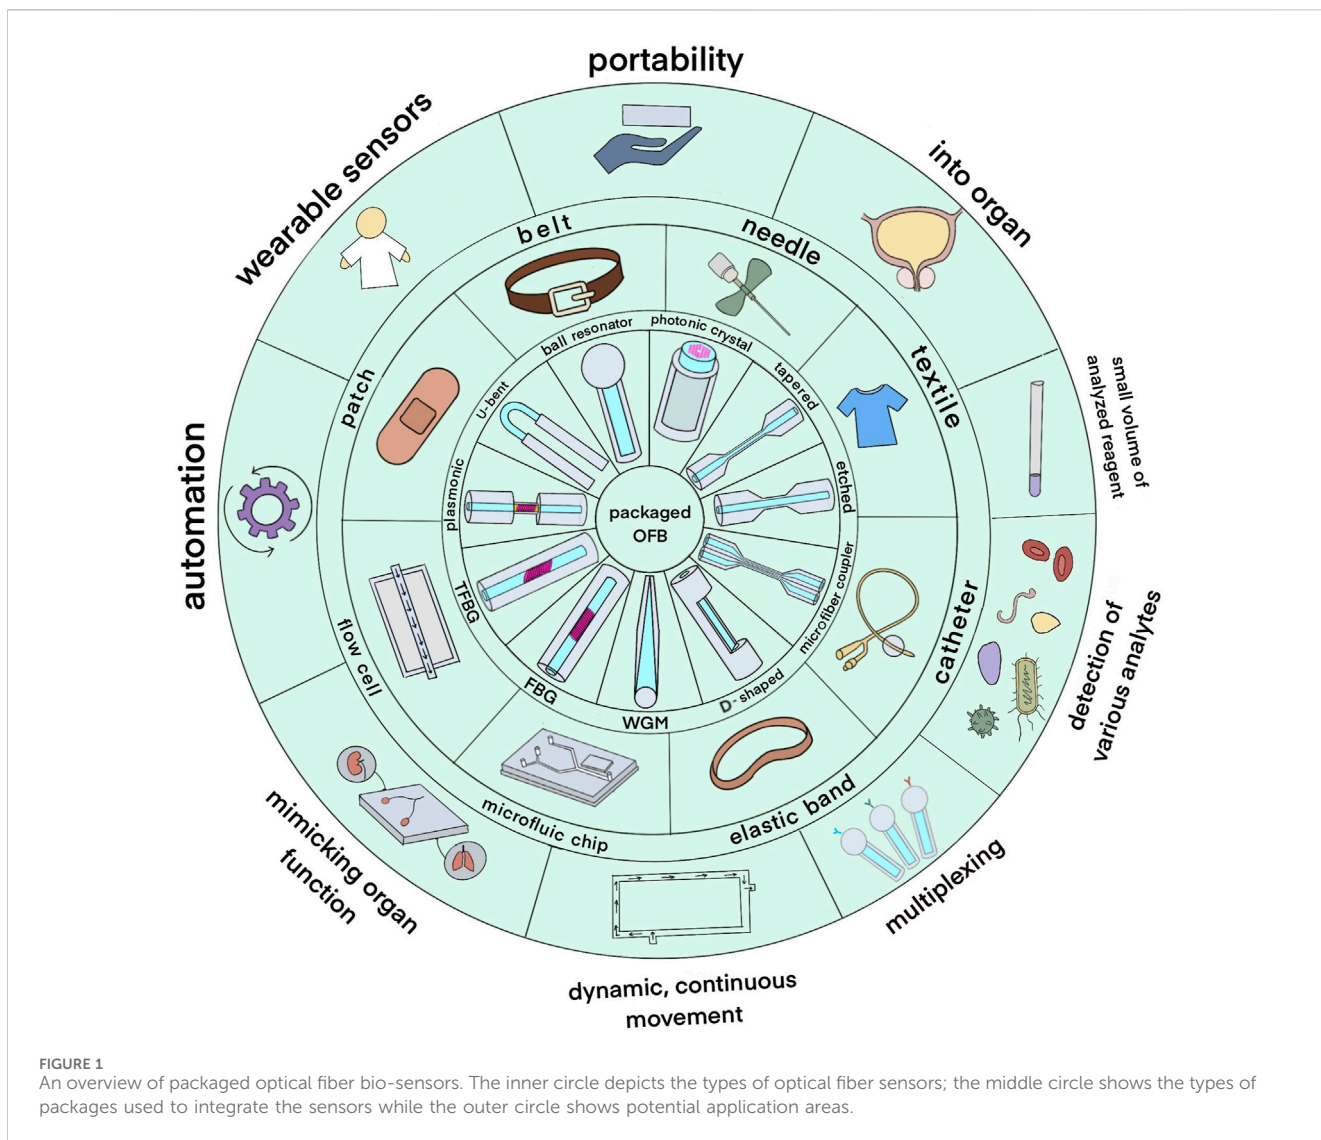 portability
into organ
small volume of
analyzed reagent
detection of
various analytes
multiplexing
dynamic, continuous
movement
mimicking organ
function
automation
wearable sensors
belt
needle
textile
catheter
elastic band
microfluic chip
flow cell
patch
ball resonator
photonic crystal
tapered
etched
microfiber coupler
D-shaped
WGM
FBG
TFBG
plasmonic
U-bent
packaged
OFB
FIGURE 1
An overview of packaged optical fiber bio-sensors. The inner circle depicts the types of optical fiber sensors; the middle circle shows the types of
packages used to integrate the sensors while the outer circle shows potential application areas.